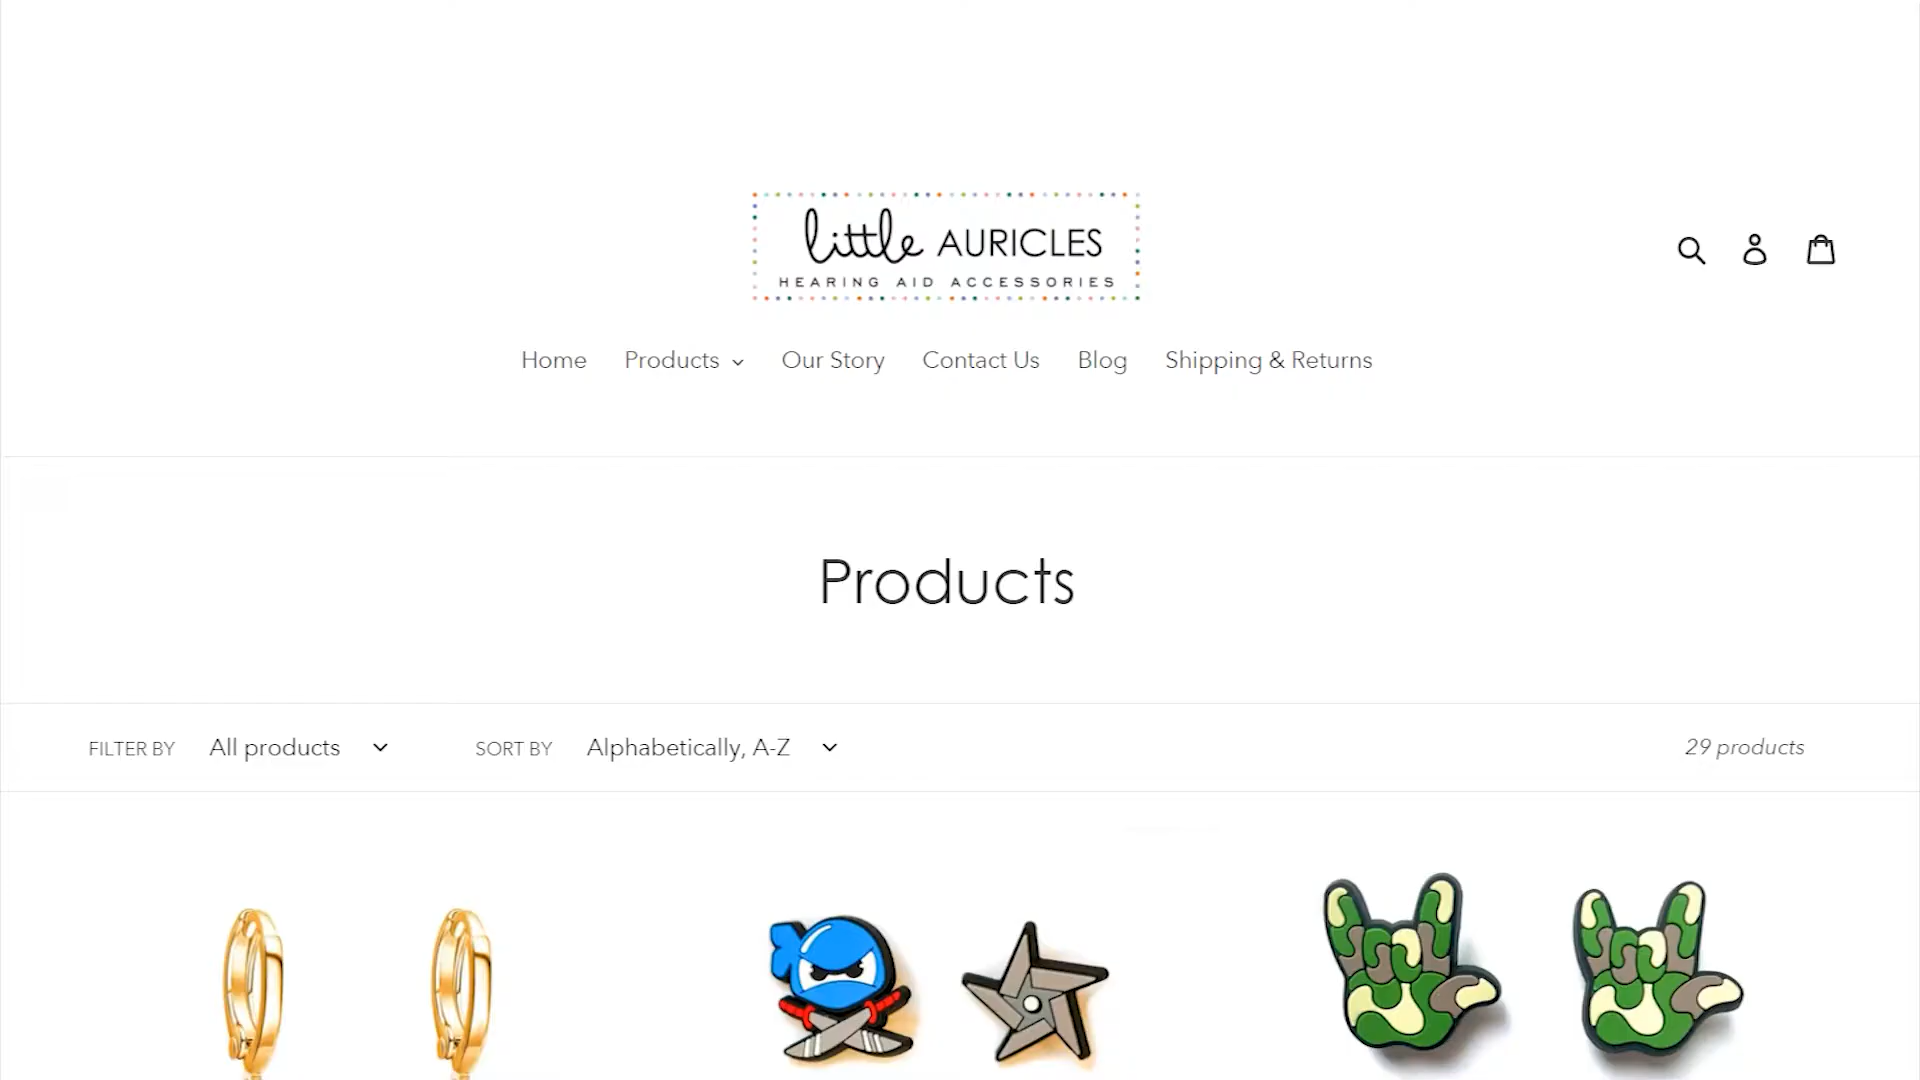 little AURICLES
HEARING AID ACCESSORIES
Home Products Our Story Contact Us Blog Shipping & Returns
Products
FILTER BY All products SORT BY Alphabetically, A-Z 29 products